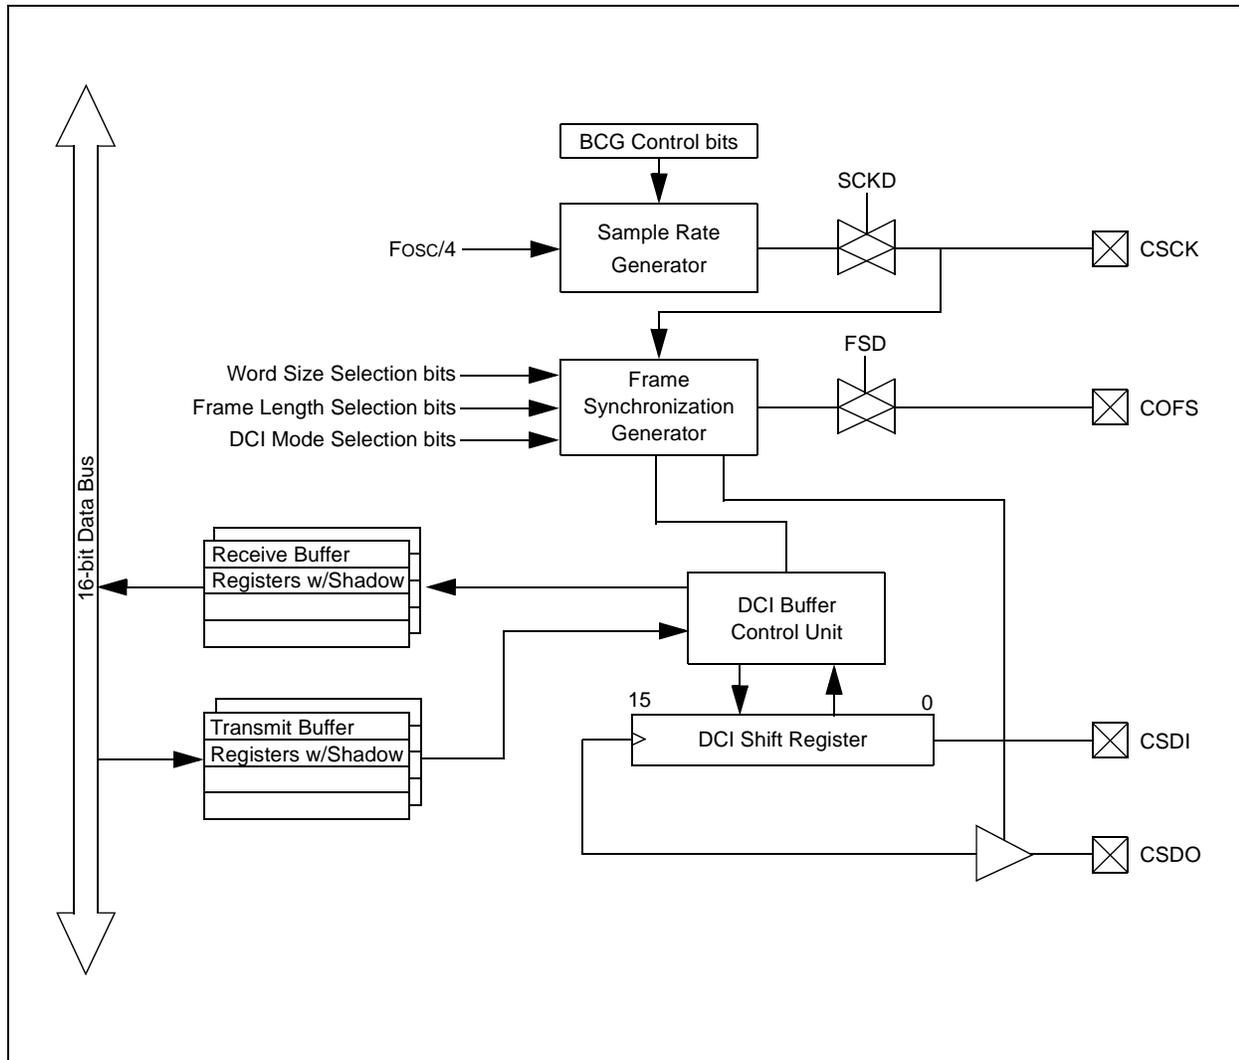 BCG Control bits
SCKD
Sample Rate
Generator
FOSC/4
CSCK
FSD
Word Size Selection bits
Frame Length Selection bits
DCI Mode Selection bits
Frame
Synchronization
Generator
COFS
16-bit Data Bus
Receive Buffer
Registers w/Shadow
DCI Buffer
Control Unit
Transmit Buffer
Registers w/Shadow
15
0
DCI Shift Register
CSDI
CSDO